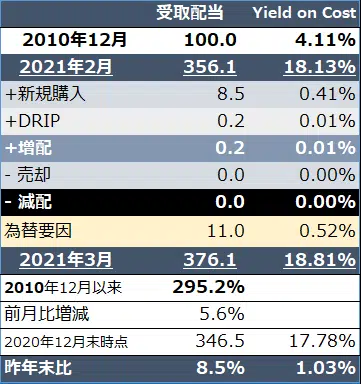 受取配当 Yield on Cost
2010年12月 100.0 4.11%
2021年2月 356.1 18.13%
+新規購入 8.5 0.41%
+DRIP 0.2 0.01%
+増配 0.2 0.01%
- 売却 0.0 0.00%
- 減配 0.0 0.00%
為替要因 11.0 0.52%
2021年3月 376.1 18.81%
2010年12月以来 295.2%
前月比増減 5.6%
2020年12月末時点 346.5 17.78%
昨年末比 8.5% 1.03%